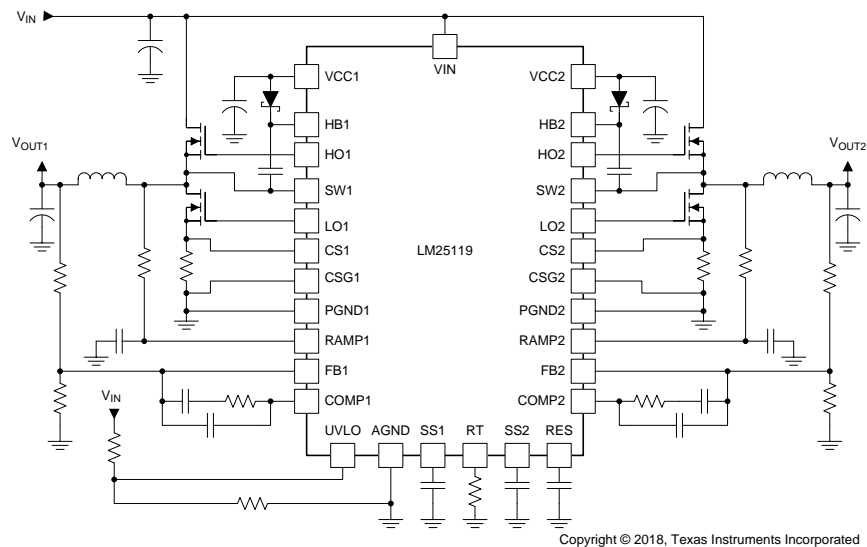 VIN
VIN
VCC1
VCC2
HB1
HB2
HO1
HO2
VOUT1
VOUT2
SW1
SW2
LO1
LO2
CS1
LM25119
CS2
CSG1
CSG2
PGND1
PGND2
RAMP1
RAMP2
FB1
FB2
VIN
COMP1
COMP2
UVLO
AGND
SS1
RT
SS2
RES
Copyright © 2018, Texas Instruments Incorporated